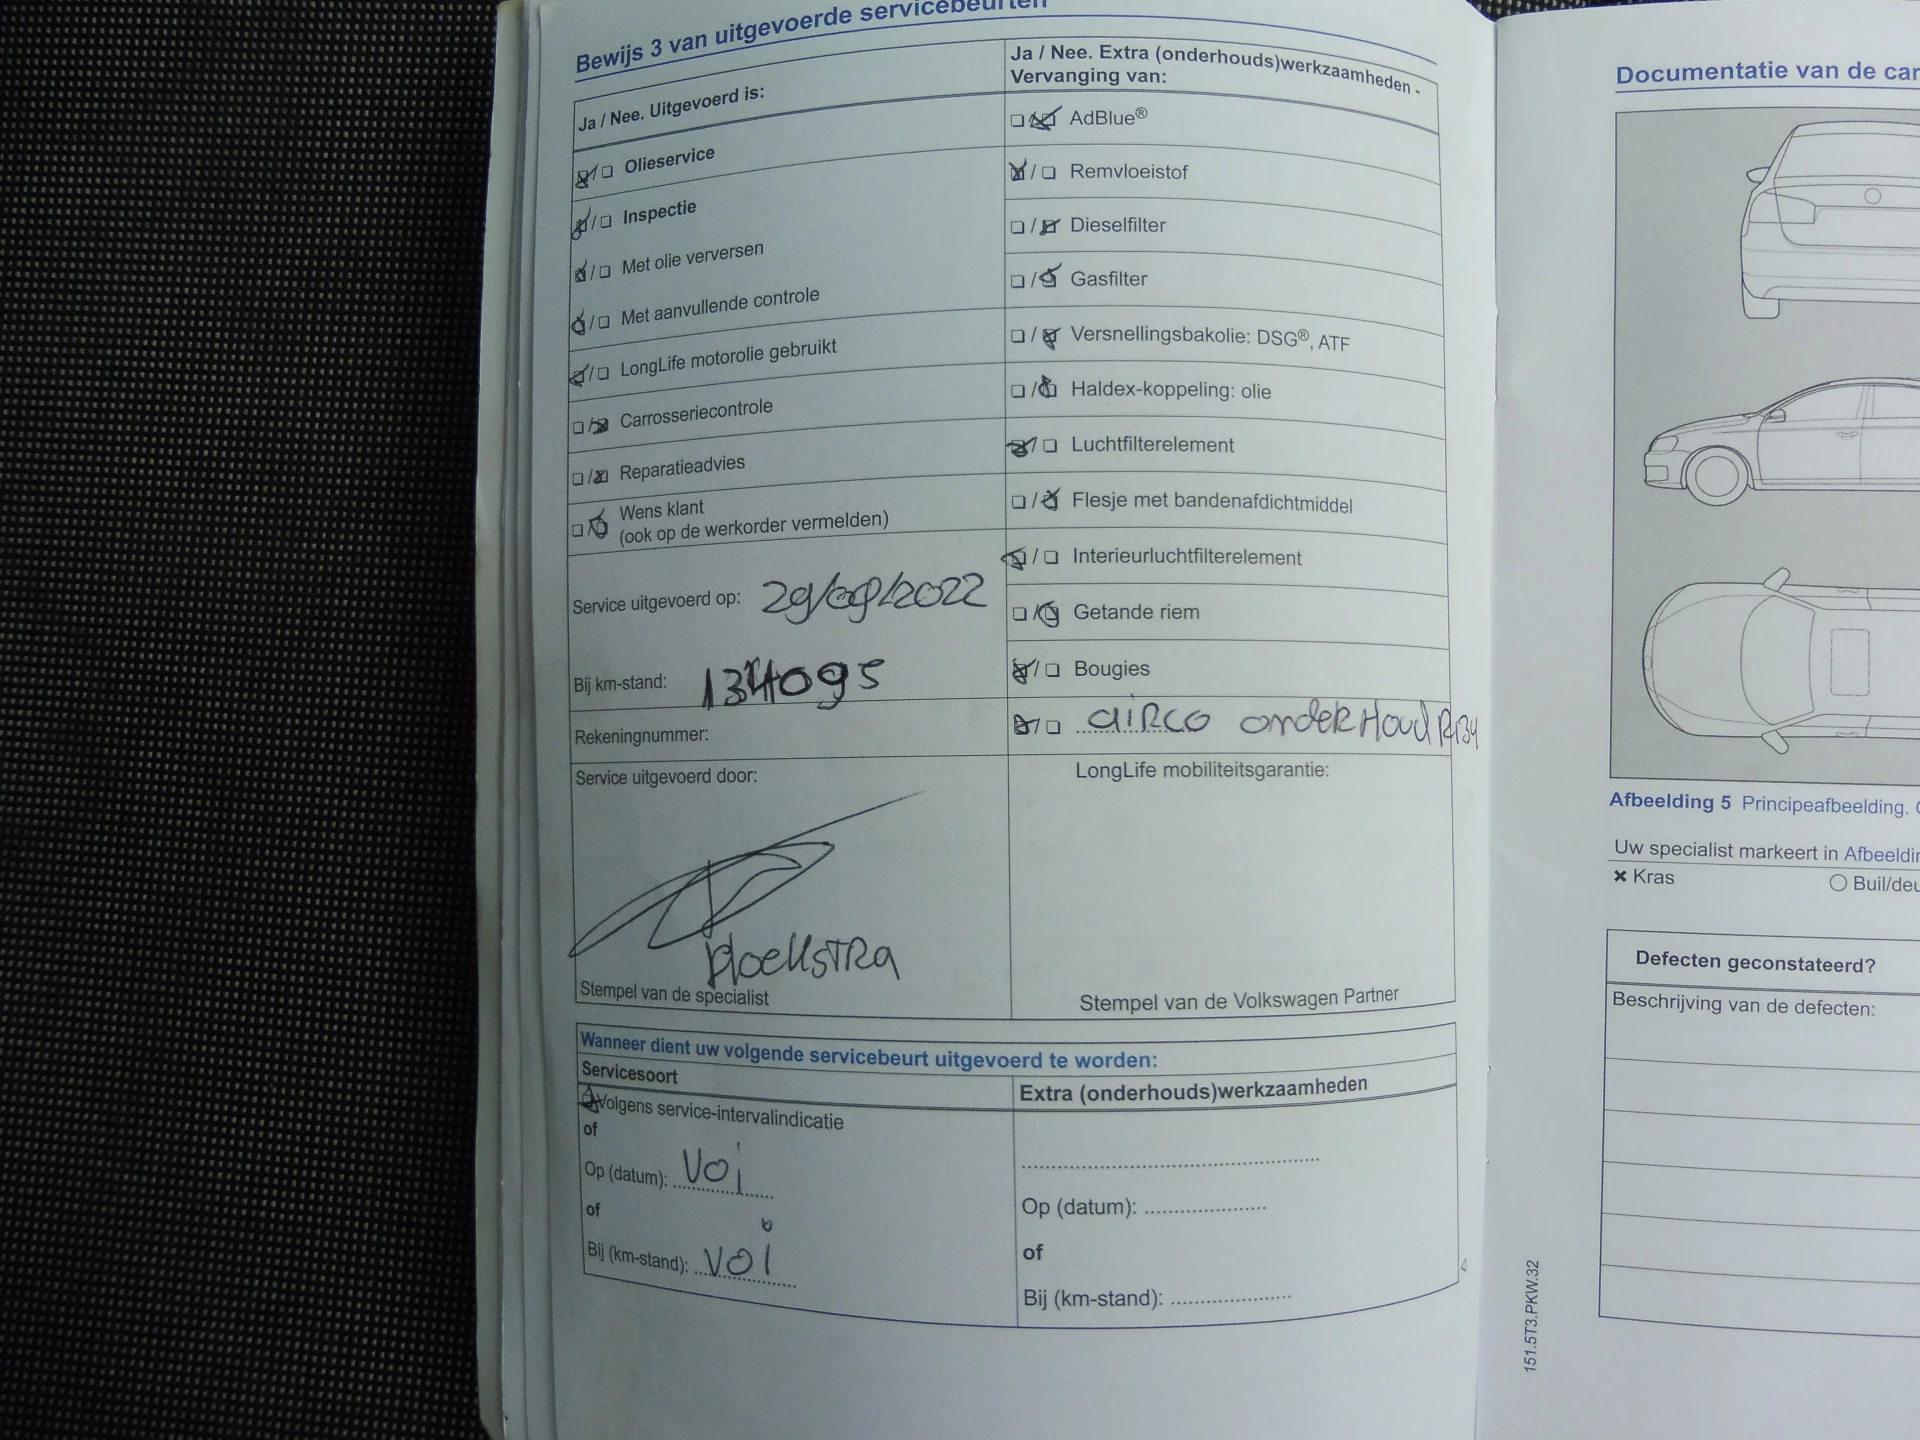 Bewijs 3 van uitgevoerde servicebeurten
Ja / Nee. Uitgevoerd is:
Olieservice
Inspectie
Met olie verversen
Met aanvullende controle
LongLife motorolie gebruikt
Carrosseriecontrole
Reparatieadvies
Wens klant
(ook op de werkorder vermelden)
Service uitgevoerd op: 29/09/2022
Bij km-stand: 134095
Rekeningnummer:
Service uitgevoerd door:
Hoekstra
Stempel van de specialist
Ja / Nee. Extra (onderhouds)werkzaamheden -
Vervanging van:
AdBlue®
Remvloeistof
Dieselfilter
Gasfilter
Versnellingsbakolie: DSG®, ATF
Haldex-koppeling: olie
Luchtfilterelement
Flesje met bandenafdichtmiddel
Interieurluchtfilterelement
Getande riem
Bougies
airco onderhoud R134
LongLife mobiliteitsgarantie:
Stempel van de Volkswagen Partner
Wanneer dient uw volgende servicebeurt uitgevoerd te worden:
Servicesoort
Volgens service-intervalindicatie
of
Op (datum): VOi
of
Bij (km-stand): VOi
Extra (onderhouds)werkzaamheden
Op (datum):
of
Bij (km-stand):
Documentatie van de car
Afbeelding 5 Principeafbeelding.
Uw specialist markeert in Afbeeldin
Kras
Buil/deu
Defecten geconstateerd?
Beschrijving van de defecten:
151.5T3.PKW.32